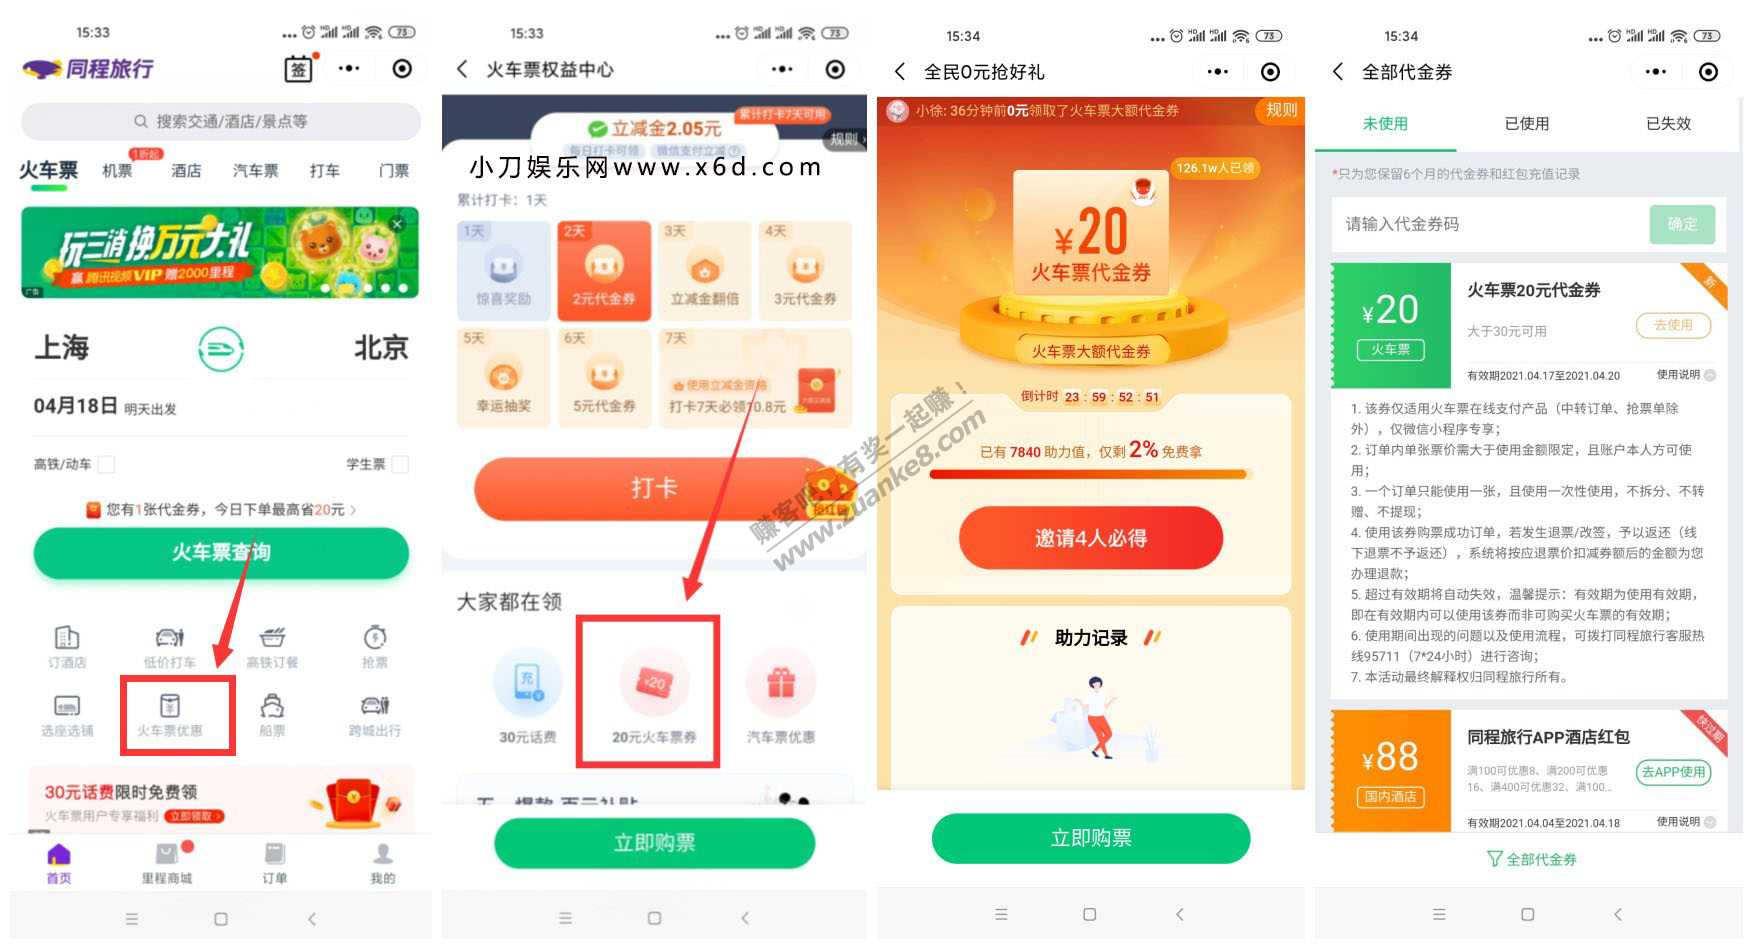 15:33
HD
HD
73
同程旅行
签
搜索交通/酒店/景点等
1折起
火车票
机票
酒店
汽车票
打车
门票
玩三消换万元大礼
赢 腾讯视频VIP 赠2000里程
广告
上海
北京
04月18日 明天出发
高铁/动车
学生票
您有1张代金券，今日下单最高省20元 >
火车票查询
订酒店
低价打车
高铁订餐
抢票
选座选铺
火车票优惠
船票
跨城出行
30元话费限时免费领
火车票用户专享福利 立即领取 >
首页
里程商城
订单
我的
15:33
HD
HD
73
火车票权益中心
累计打卡7天可用
立减金2.05元
规则
每日打卡可领
微信支付立减
小刀娱乐网www.x6d.com
累计打卡：1天
1天
惊喜奖励
2天
2元代金券
3天
立减金翻倍
4天
3元代金券
5天
幸运抽奖
6天
5元代金券
7天
使用立减金资格
打卡7天必领10.8元
打卡
大家都在领
充
¥
30元话费
¥20
20元火车票券
汽车票优惠
立即购票
15:34
HD
HD
73
全民0元抢好礼
小徐: 36分钟前0元领取了火车票大额代金券
规则
126.1w人已领
¥20
火车票代金券
火车票大额代金券
倒计时 23 : 59 : 52 : 51
已有 7840 助力值，仅剩 2% 免费拿
邀请4人必得
助力记录
立即购票
赚客吧，有奖一起赚！
www.zuanke8.com
15:34
HD
HD
73
全部代金券
未使用
已使用
已失效
*只为您保留6个月的代金券和红包充值记录
请输入代金券码
确定
¥20
火车票
火车票20元代金券
新
大于30元可用
去使用
有效期2021.04.17至2021.04.20
使用说明
1. 该券仅适用火车票在线支付产品（中转订单、抢票单除
外），仅微信小程序专享；
2. 订单内单张票价需大于使用金额限定，且账户本人方可使
用；
3. 一个订单只能使用一张，且使用一次性使用，不拆分、不转
赠、不提现；
4. 使用该券购票成功订单，若发生退票/改签，予以返还（线
下退票不予返还），系统将按应退票价扣减券额后的金额为您
办理退款；
5. 超过有效期将自动失效，温馨提示：有效期为使用有效期，
即在有效期内可以使用该券而非可购买火车票的有效期；
6. 使用期间出现的问题以及使用流程，可拨打同程旅行客服热
线95711（7*24小时）进行咨询；
7. 本活动最终解释权归同程旅行所有。
¥88
国内酒店
同程旅行APP酒店红包
快过期
满100可优惠8、满200可优惠
16、满400可优惠32、满100...
去APP使用
有效期2021.04.04至2021.04.18
使用说明
全部代金券